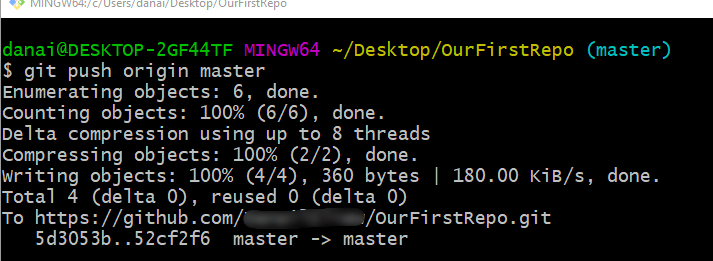 MINGW64:/c/Users/danai/Desktop/OurFirstRepo
danai@DESKTOP-2GF44TF MINGW64 ~/Desktop/OurFirstRepo (master)
$ git push origin master
Enumerating objects: 6, done.
Counting objects: 100% (6/6), done.
Delta compression using up to 8 threads
Compressing objects: 100% (2/2), done.
Writing objects: 100% (4/4), 360 bytes | 180.00 KiB/s, done.
Total 4 (delta 0), reused 0 (delta 0)
To https://github.com/ /OurFirstRepo.git
5d3053b..52cf2f6 master -> master